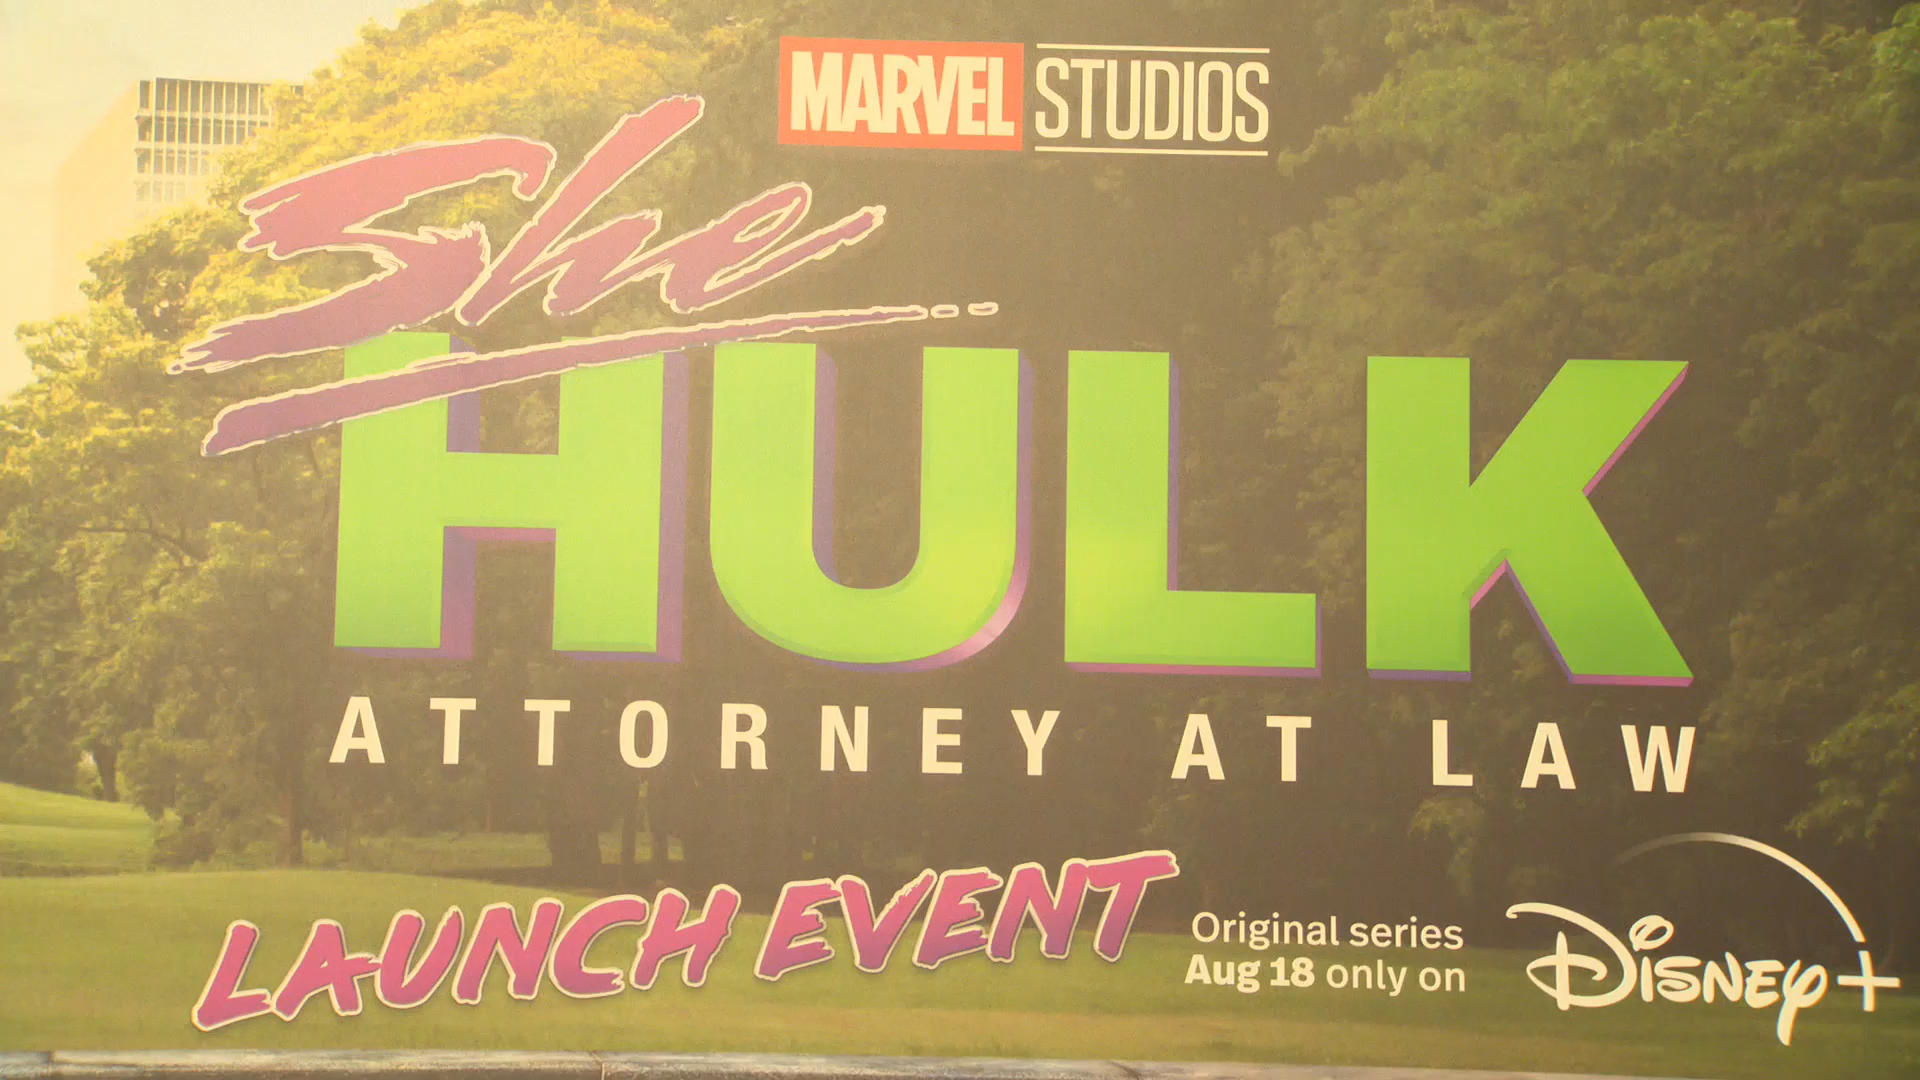 MARVEL STUDIOS
She
HULK
ATTORNEY AT LAW
LAUNCH EVENT
Original series
Aug 18 only on
Disney+